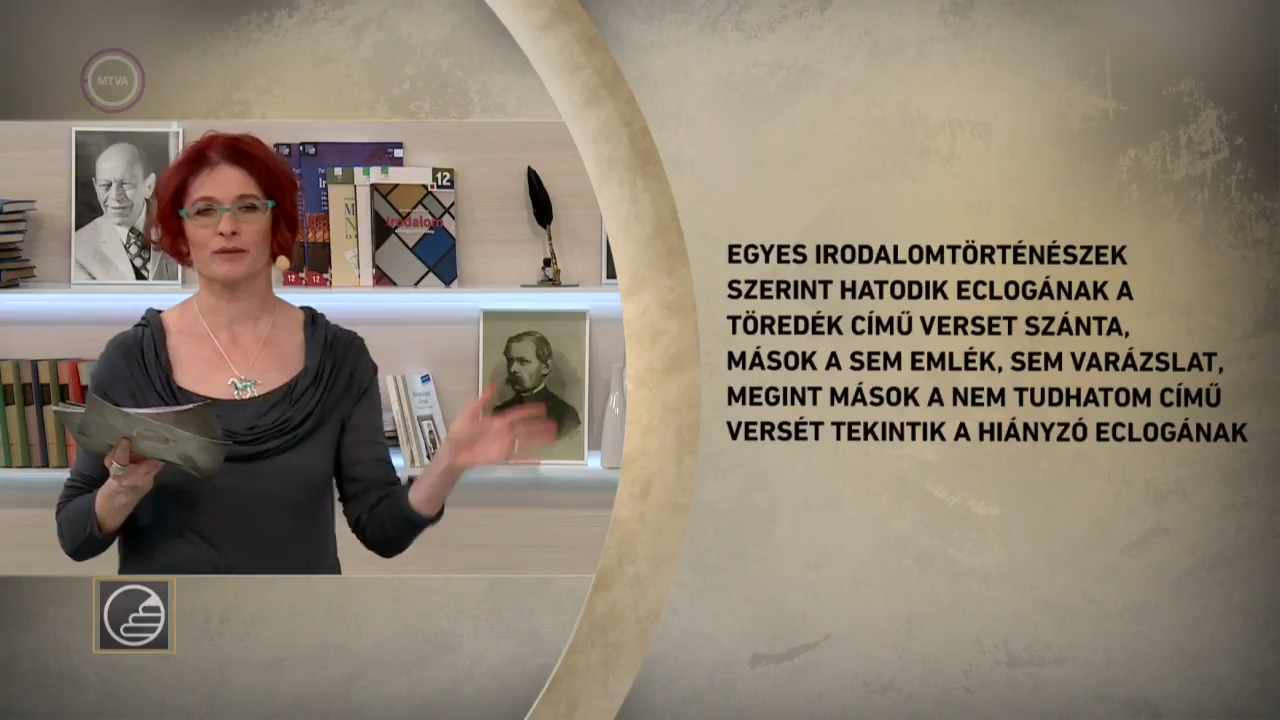 MTVA
12
Irodalom
12
12
EGYES IRODALOMTÖRTÉNÉSZEK
SZERINT HATODIK ECLOGÁNAK A
TÖREDÉK CÍMŰ VERSET SZÁNTA,
MÁSOK A SEM EMLÉK, SEM VARÁZSLAT,
MEGINT MÁSOK A NEM TUDHATOM CÍMŰ
VERSÉT TEKINTIK A HIÁNYZÓ ECLOGÁNAK